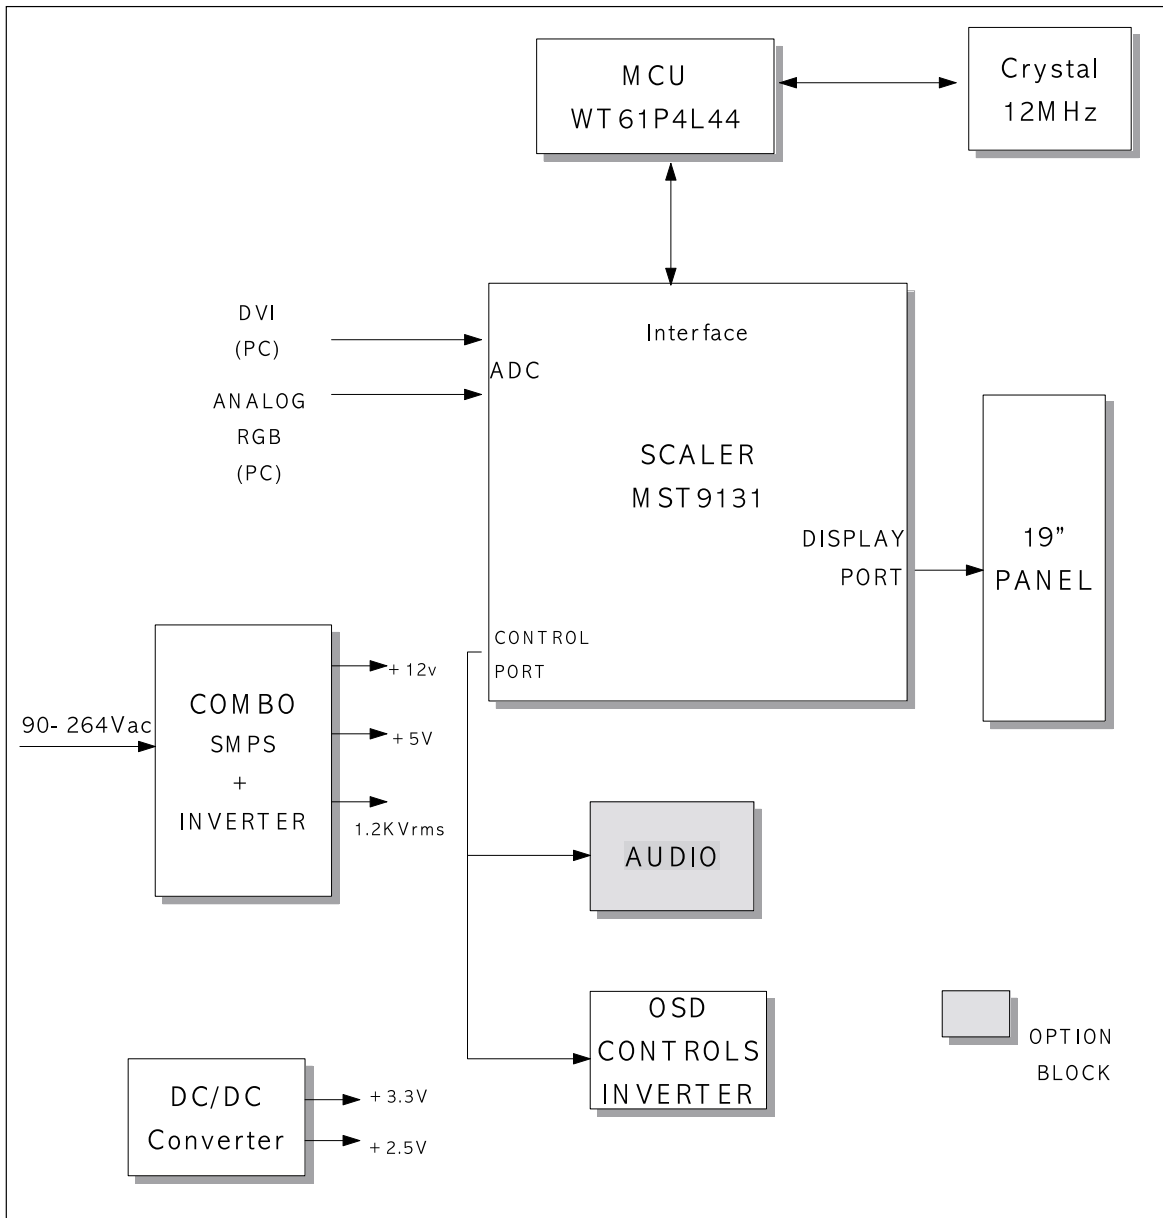 MCU
WT61P4L44
Crystal
12MHz
DVI
(PC)
ANALOG
RGB
(PC)
Interface
ADC
SCALER
MST9131
DISPLAY
PORT
CONTROL
PORT
19”
PANEL
90-264Vac
COMBO
SMPS
+
INVERTER
+12v
+5V
1.2KVrms
AUDIO
OSD
CONTROLS
INVERTER
OPTION
BLOCK
DC/DC
Converter
+3.3V
+2.5V